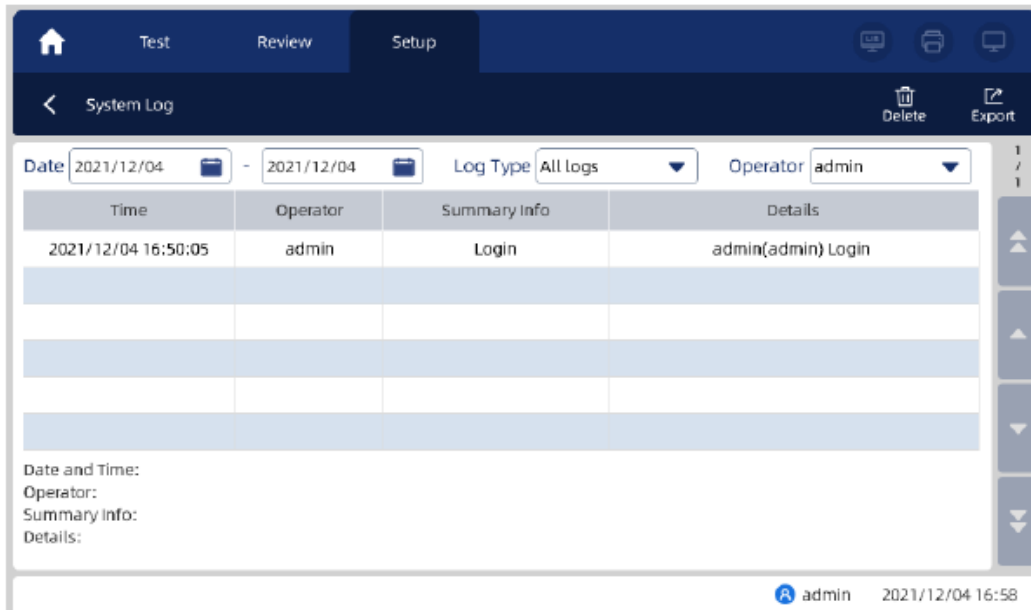 Test Review Setup LIS
System Log
Delete Export
Date 2021/12/04 - 2021/12/04 Log Type All logs Operator admin
1
/
1
Time Operator Summary Info Details
2021/12/04 16:50:05 admin Login admin(admin) Login
Date and Time:
Operator:
Summary Info:
Details:
admin 2021/12/04 16:58